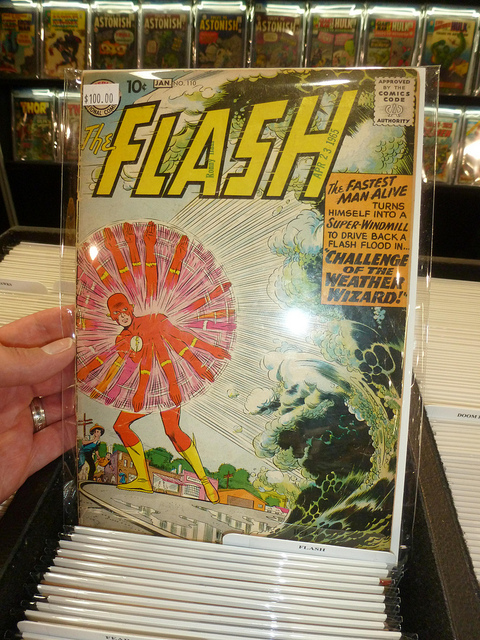 ASTONISH
ASTONISH
ASTONISH
ASTONISH
HULK
HULK
THOR
$100.00
10¢
JAN NO. 110
APPROVED
BY THE
COMICS
CODE
AUTHORITY
The FLASH
THE FASTEST
MAN ALIVE
TURNS
HIMSELF INTO A
SUPER-WINDMILL
TO DRIVE BACK A
FLASH FLOOD IN...
"CHALLENGE
OF THE
WEATHER
WIZARD!"
FLASH